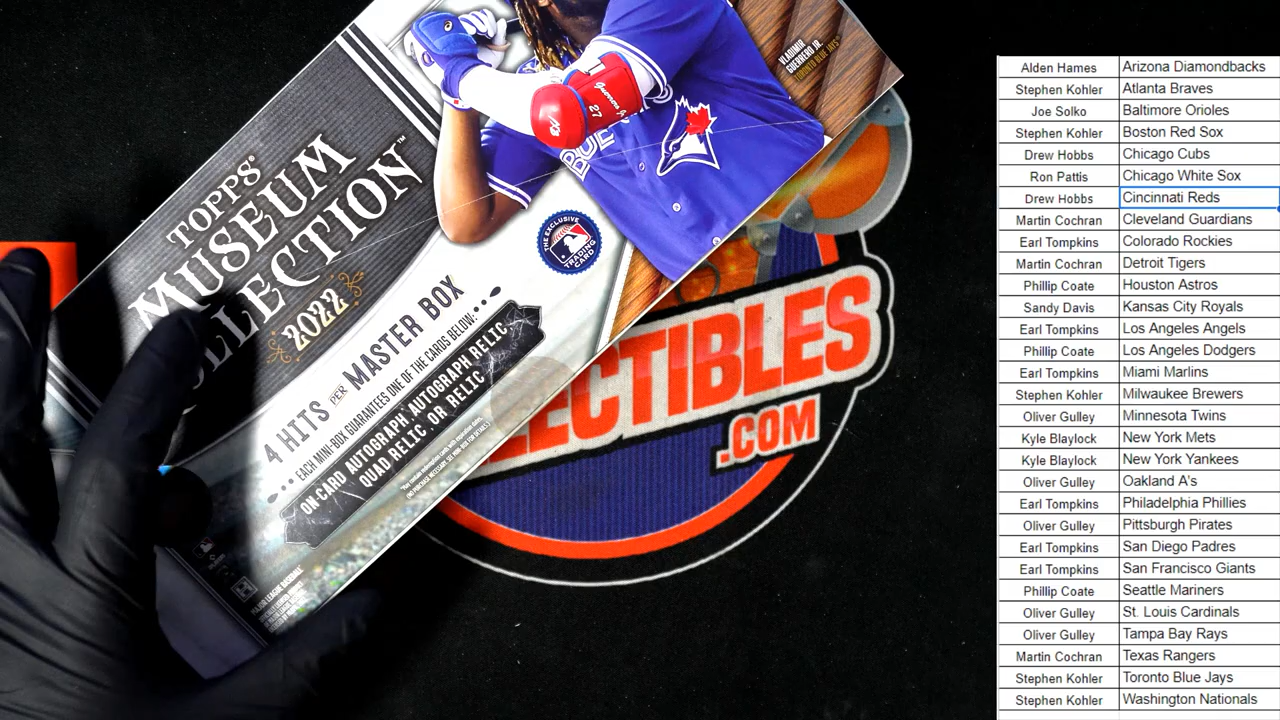 TOPPS®
MUSEUM
COLLECTION™
2022
4 HITS PER MASTER BOX
EACH MINI-BOX GUARANTEES ONE OF THE CARDS BELOW:
ON-CARD AUTOGRAPH, AUTOGRAPH RELIC,
QUAD RELIC, OR RELIC
VLADIMIR
GUERRERO JR.
TORONTO BLUE JAYS®
27
THE EXCLUSIVE
TRADING
CARD
LECTIBLES
.COM
Alden Hames Arizona Diamondbacks
Stephen Kohler Atlanta Braves
Joe Solko Baltimore Orioles
Stephen Kohler Boston Red Sox
Drew Hobbs Chicago Cubs
Ron Pattis Chicago White Sox
Drew Hobbs Cincinnati Reds
Martin Cochran Cleveland Guardians
Earl Tompkins Colorado Rockies
Martin Cochran Detroit Tigers
Phillip Coate Houston Astros
Sandy Davis Kansas City Royals
Earl Tompkins Los Angeles Angels
Phillip Coate Los Angeles Dodgers
Earl Tompkins Miami Marlins
Stephen Kohler Milwaukee Brewers
Oliver Gulley Minnesota Twins
Kyle Blaylock New York Mets
Kyle Blaylock New York Yankees
Oliver Gulley Oakland A's
Earl Tompkins Philadelphia Phillies
Oliver Gulley Pittsburgh Pirates
Earl Tompkins San Diego Padres
Earl Tompkins San Francisco Giants
Phillip Coate Seattle Mariners
Oliver Gulley St. Louis Cardinals
Oliver Gulley Tampa Bay Rays
Martin Cochran Texas Rangers
Stephen Kohler Toronto Blue Jays
Stephen Kohler Washington Nationals